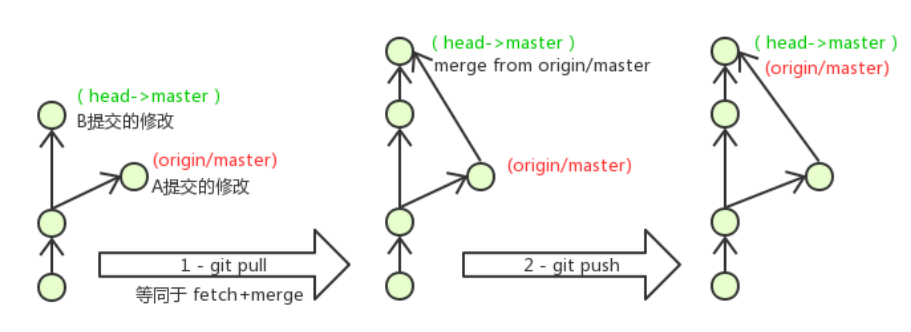 ( head->master )
B提交的修改
(origin/master)
A提交的修改
1 - git pull
等同于 fetch+merge
( head->master )
merge from origin/master
(origin/master)
2 - git push
( head->master )
(origin/master)